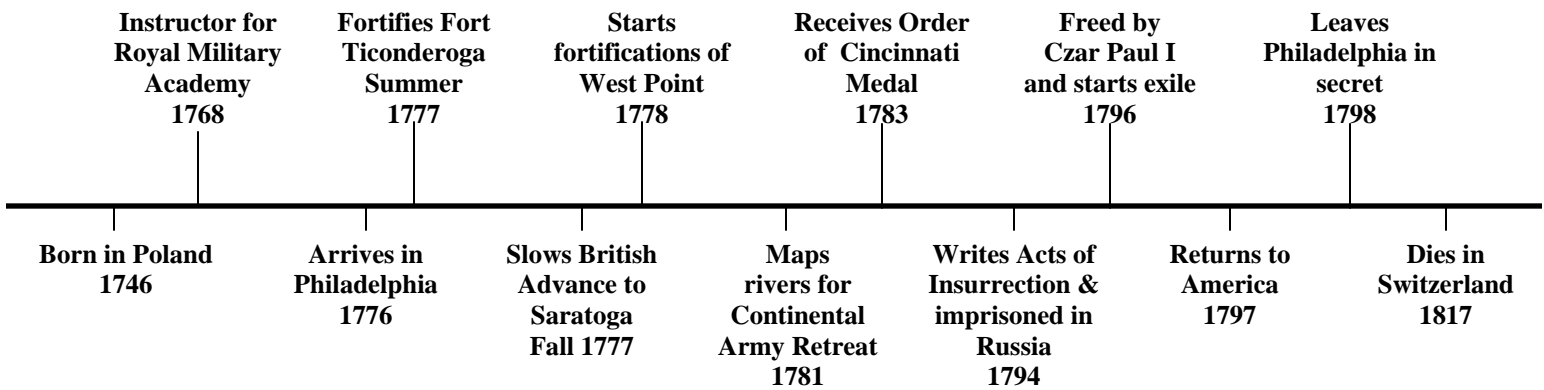 Instructor for
Royal Military
Academy
1768
Fortifies Fort
Ticonderoga
Summer
1777
Starts
fortifications of
West Point
1778
Receives Order
of Cincinnati
Medal
1783
Freed by
Czar Paul I
and starts exile
1796
Leaves
Philadelphia in
secret
1798
Born in Poland
1746
Arrives in
Philadelphia
1776
Slows British
Advance to
Saratoga
Fall 1777
Maps
rivers for
Continental
Army Retreat
1781
Writes Acts of
Insurrection &
imprisoned in
Russia
1794
Returns to
America
1797
Dies in
Switzerland
1817